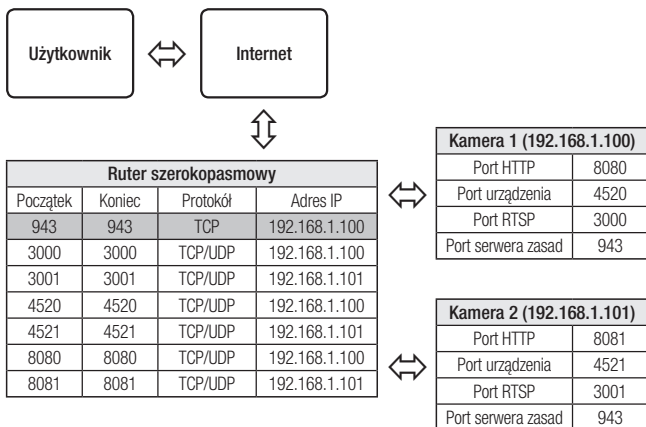 Użytkownik
Internet
Ruter szerokopasmowy
Początek Koniec Protokół Adres IP
943 943 TCP 192.168.1.100
3000 3000 TCP/UDP 192.168.1.100
3001 3001 TCP/UDP 192.168.1.101
4520 4520 TCP/UDP 192.168.1.100
4521 4521 TCP/UDP 192.168.1.101
8080 8080 TCP/UDP 192.168.1.100
8081 8081 TCP/UDP 192.168.1.101
Kamera 1 (192.168.1.100)
Port HTTP 8080
Port urządzenia 4520
Port RTSP 3000
Port serwera zasad 943
Kamera 2 (192.168.1.101)
Port HTTP 8081
Port urządzenia 4521
Port RTSP 3001
Port serwera zasad 943